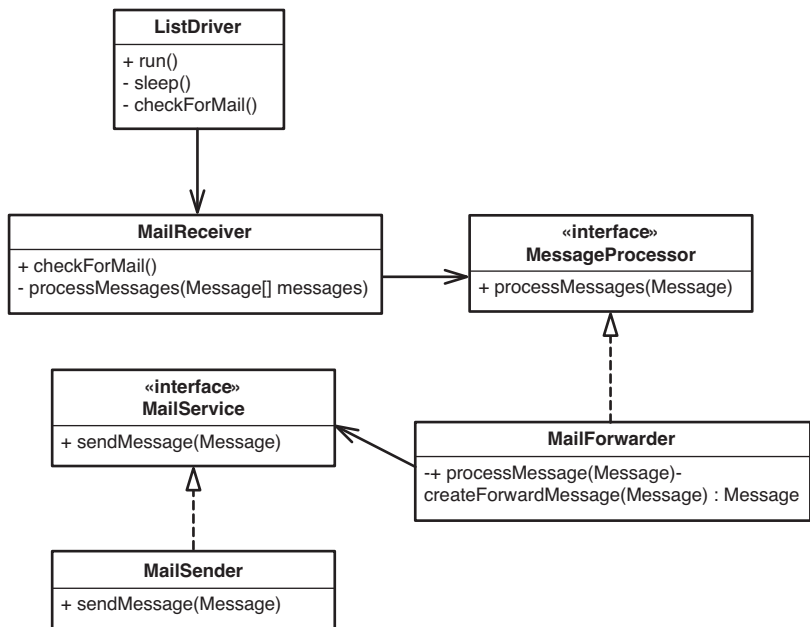 ListDriver
+ run()
- sleep()
- checkForMail()
MailReceiver
+ checkForMail()
- processMessages(Message[] messages)
«interface»
MessageProcessor
+ processMessages(Message)
«interface»
MailService
+ sendMessage(Message)
MailForwarder
-+ processMessage(Message)-
createForwardMessage(Message) : Message
MailSender
+ sendMessage(Message)